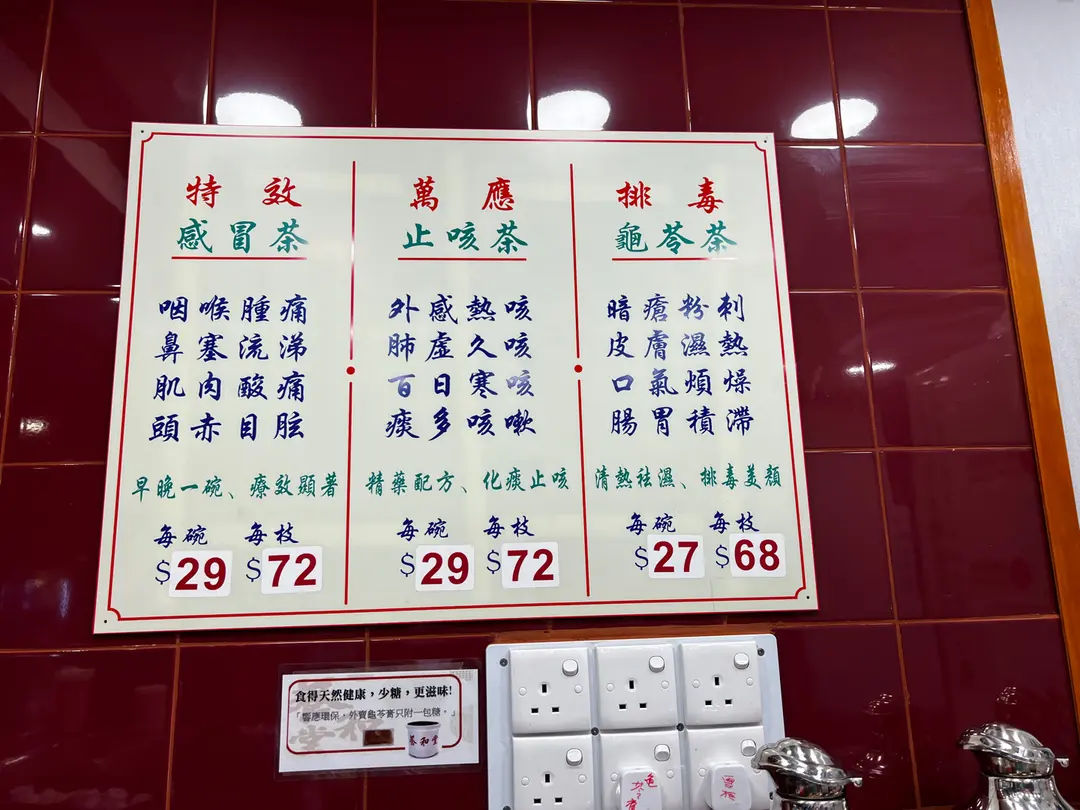 特效
感冒茶
咽喉腫痛
鼻塞流涕
肌肉酸痛
頭赤目眩
早晚一碗、療效顯著
每碗 每枝
$29 $72
萬應
止咳茶
外感熱咳
肺虛久咳
百日寒咳
痰多咳嗽
精藥配方、化痰止咳
每碗 每枝
$29 $72
排毒
龜苓茶
暗瘡粉刺
皮膚濕熱
口氣煩燥
腸胃積滯
清熱祛濕、排毒美顏
每碗 每枝
$27 $68
食得天然健康，少糖，更滋味!
「響應環保，外賣龜苓膏只附一包糖。」
恭和堂